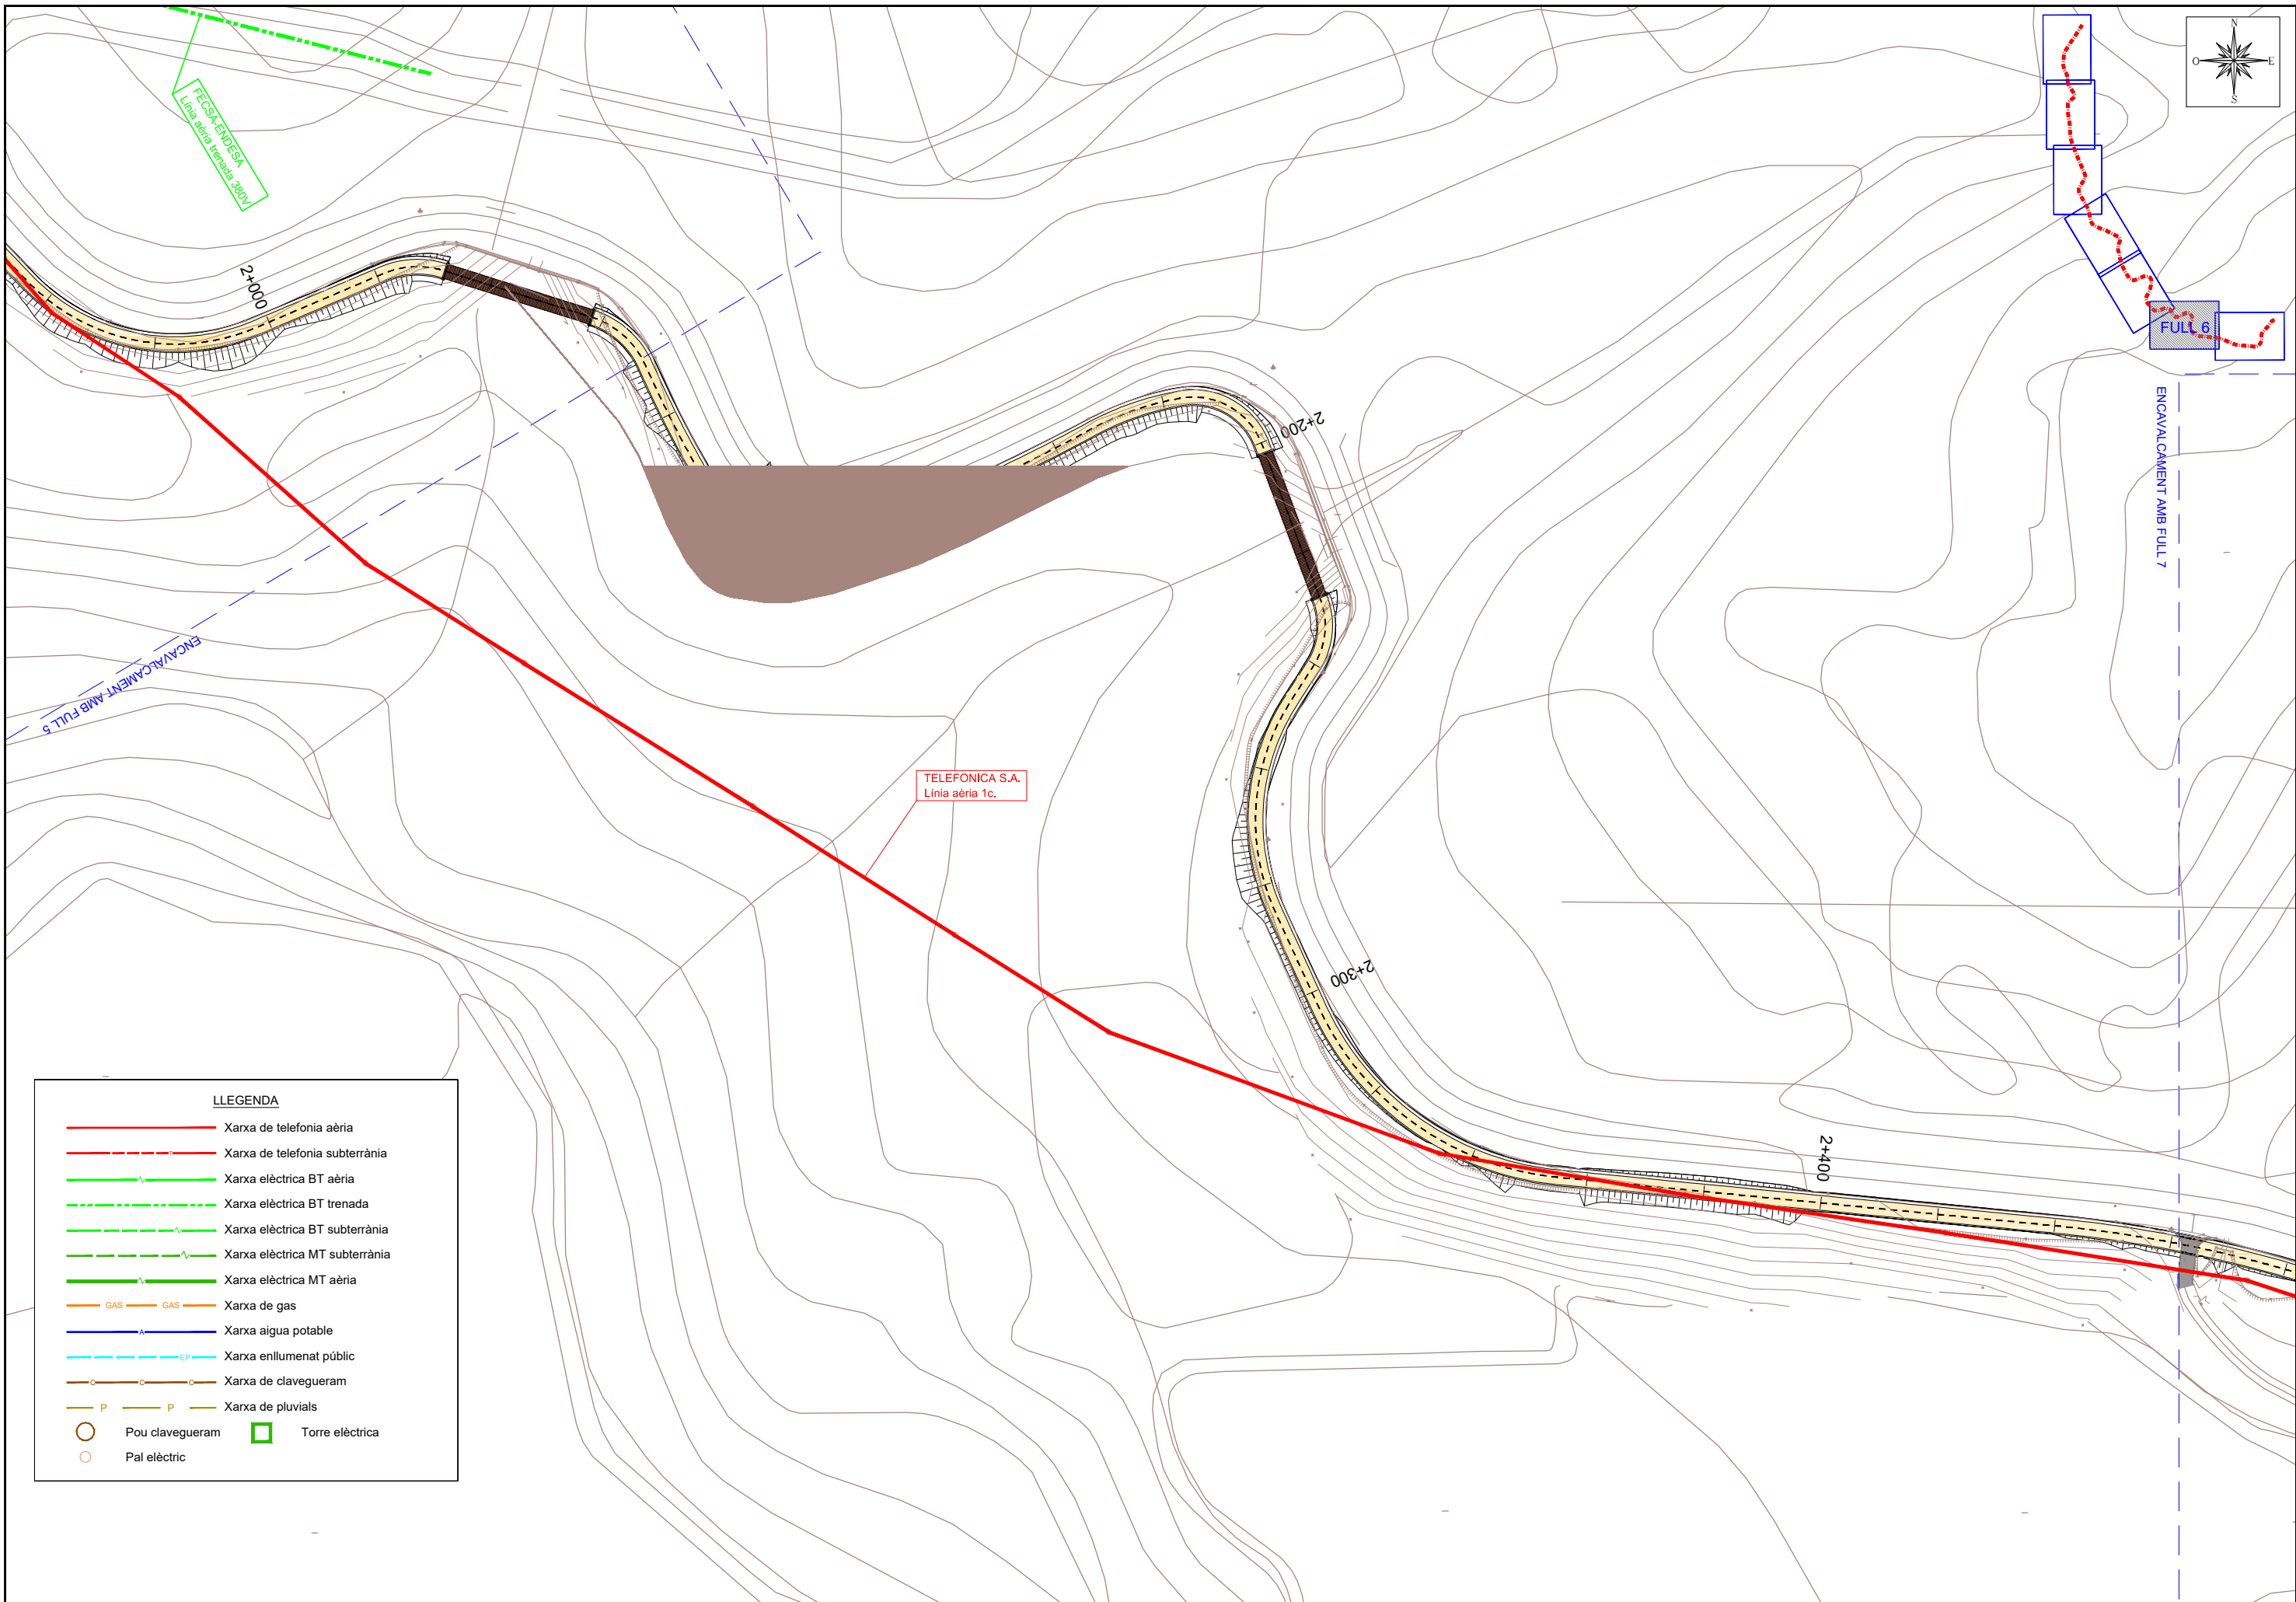 N
O
E
S
FECSA-ENDESA
Línia aèria trenada 380V
2+000
FULL 6
ENCAVALCAMENT AMB FULL 7
2+200
ENCAVALCAMENT AMB FULL 5
TELEFONICA S.A.
Línia aèria 1c.
2+300
2+400
LLEGENDA
Xarxa de telefonia aèria
Xarxa de telefonia subterrània
Xarxa elèctrica BT aèria
Xarxa elèctrica BT trenada
Xarxa elèctrica BT subterrània
Xarxa elèctrica MT subterrània
Xarxa elèctrica MT aèria
GAS GAS Xarxa de gas
A Xarxa aigua potable
EP Xarxa enllumenat públic
C C C Xarxa de clavegueram
P P Xarxa de pluvials
Pou clavegueram Torre elèctrica
Pal elèctric